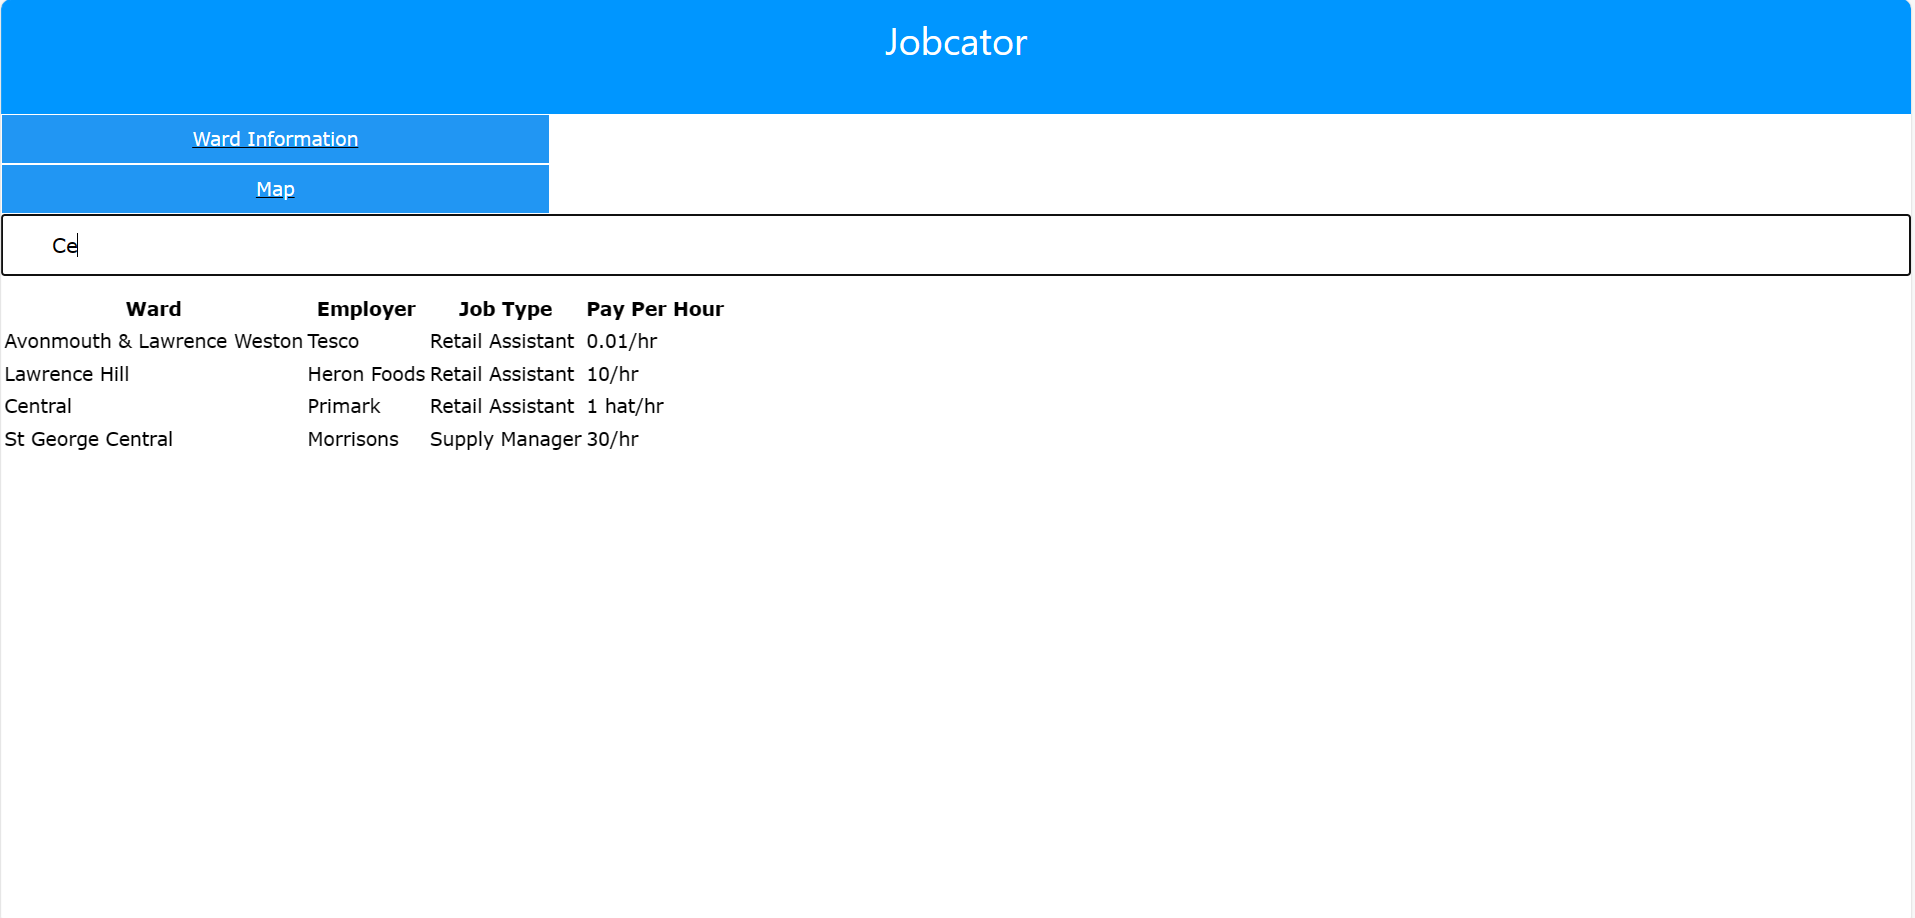 Jobcator
Ward Information
Map
Ce
Ward Employer Job Type Pay Per Hour
Avonmouth & Lawrence Weston Tesco Retail Assistant 0.01/hr
Lawrence Hill Heron Foods Retail Assistant 10/hr
Central Primark Retail Assistant 1 hat/hr
St George Central Morrisons Supply Manager 30/hr